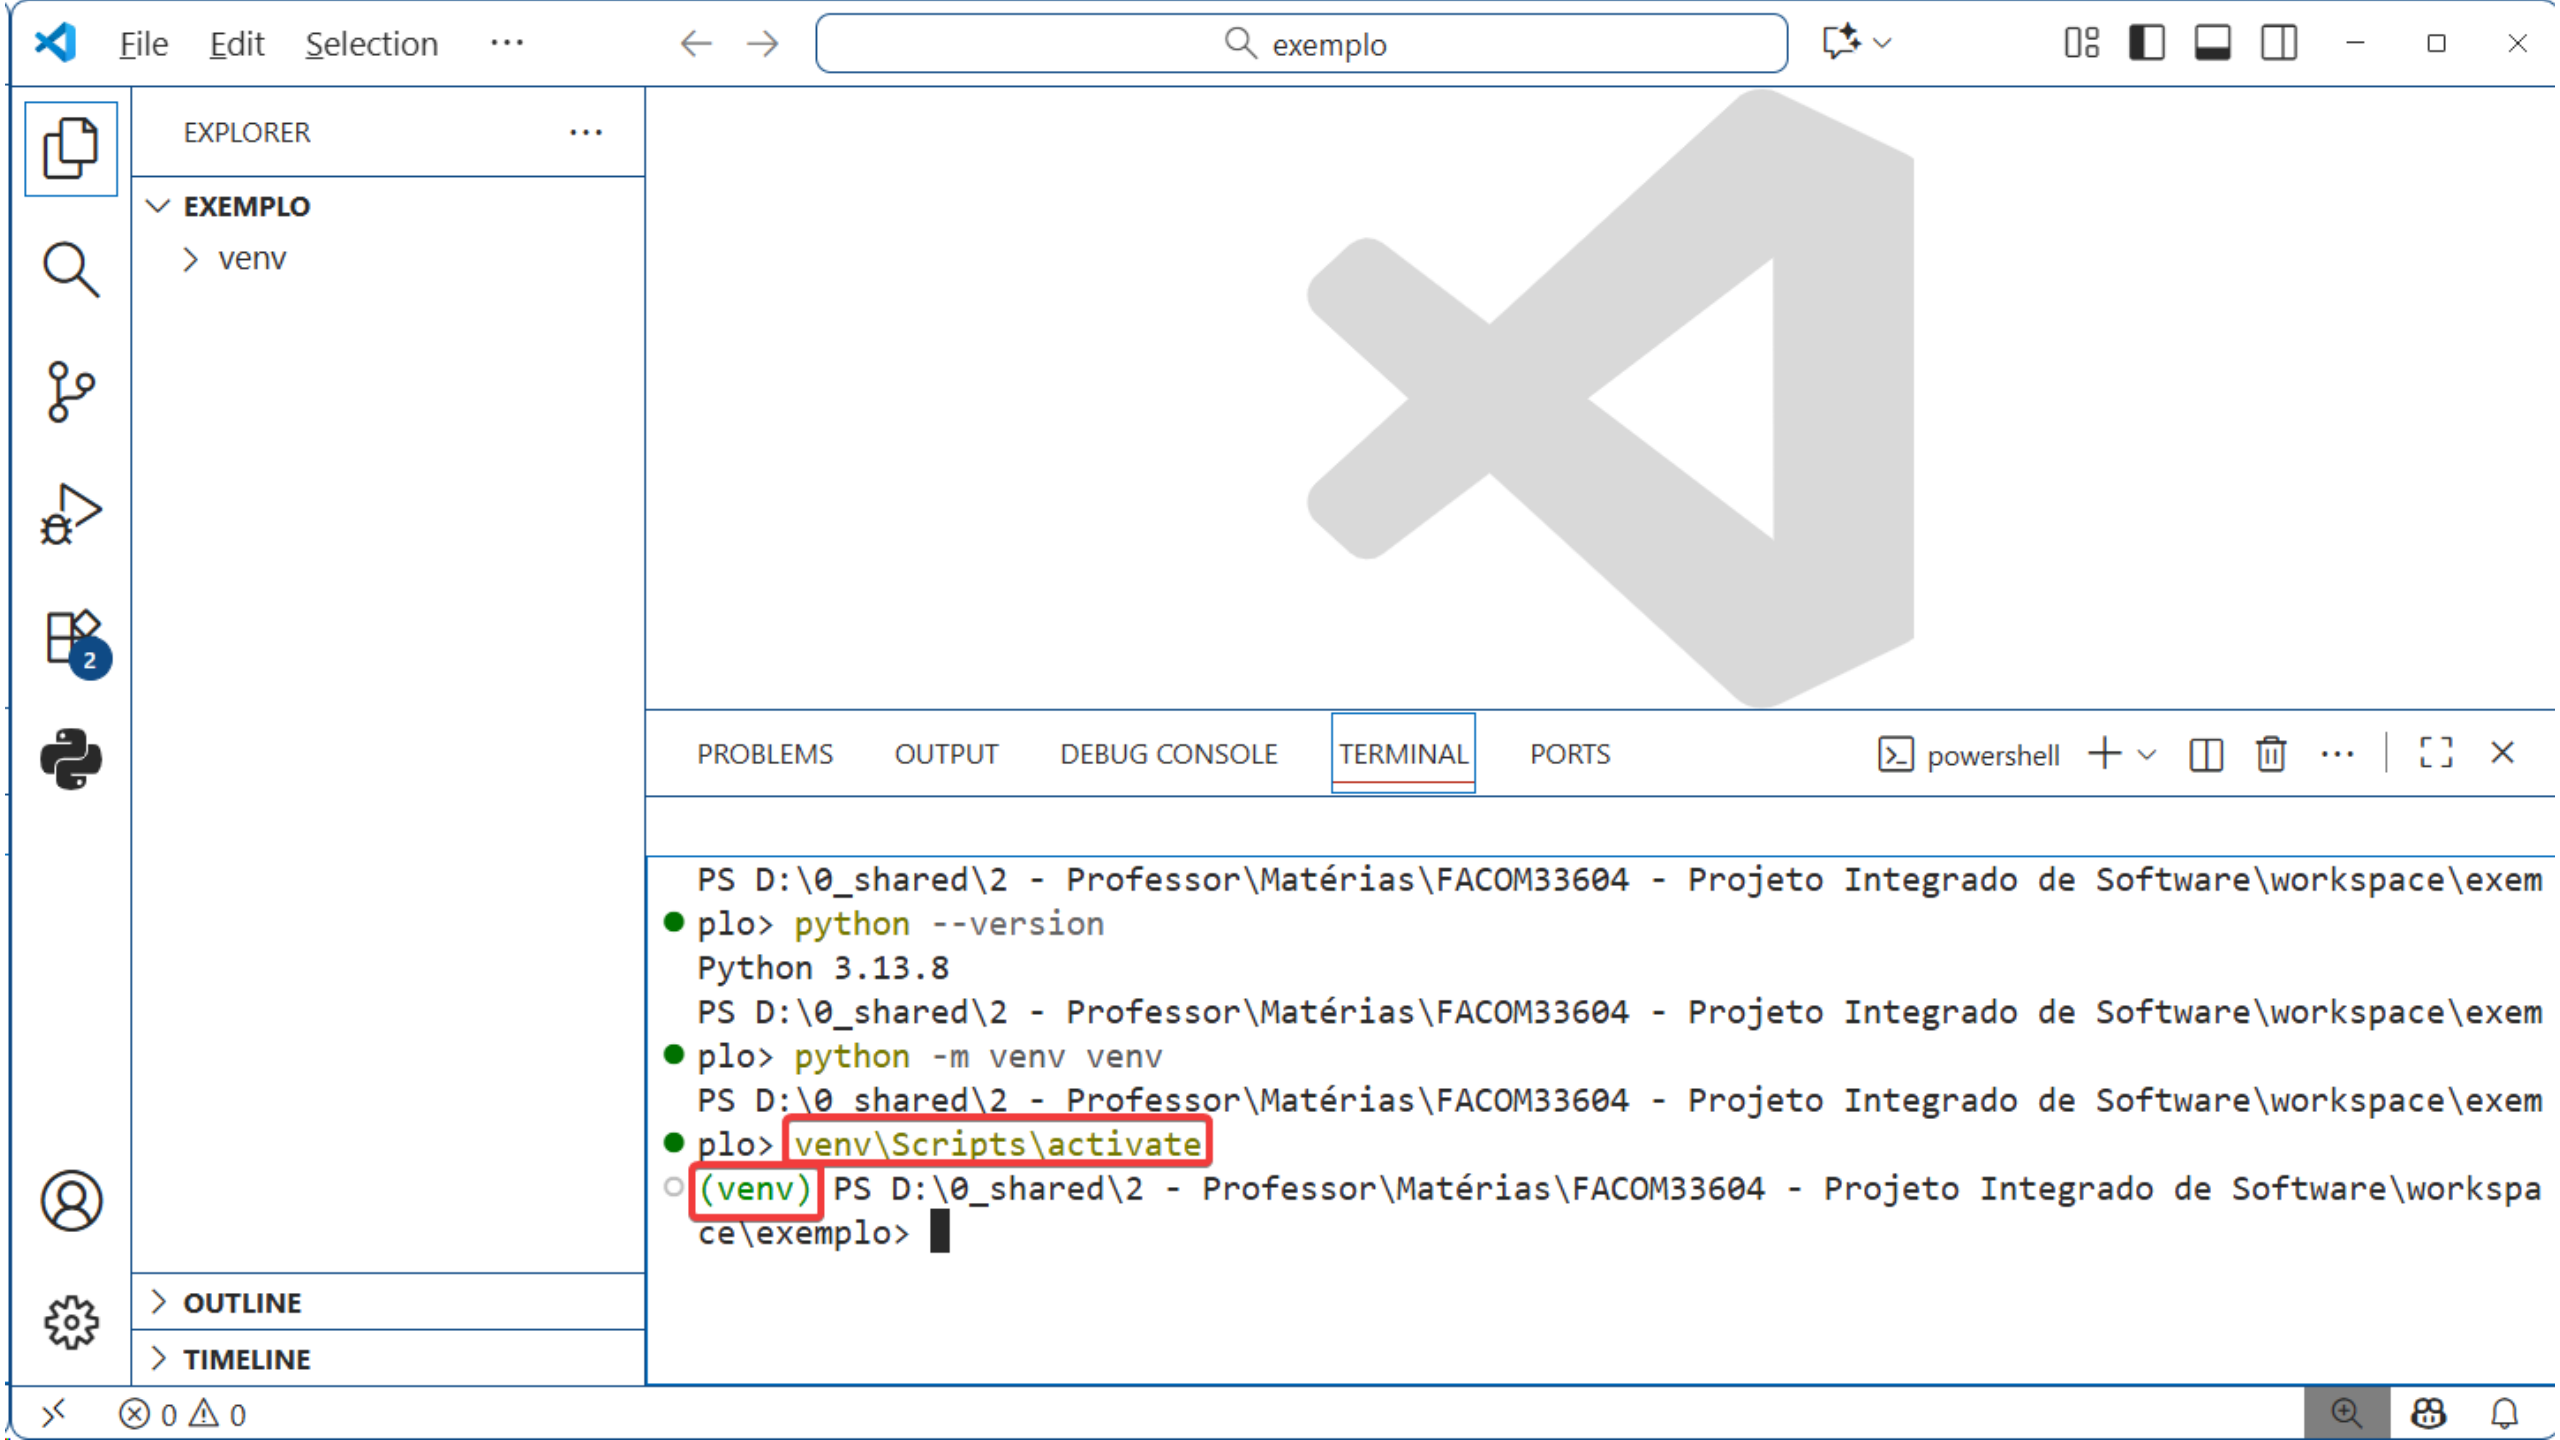 File Edit Selection ... exemplo
EXPLORER ...
EXEMPLO
venv
2
PROBLEMS OUTPUT DEBUG CONSOLE TERMINAL PORTS powershell ...
PS D:\0_shared\2 - Professor\Matérias\FACOM33604 - Projeto Integrado de Software\workspace\exem
plo> python --version
Python 3.13.8
PS D:\0_shared\2 - Professor\Matérias\FACOM33604 - Projeto Integrado de Software\workspace\exem
plo> python -m venv venv
PS D:\0_shared\2 - Professor\Matérias\FACOM33604 - Projeto Integrado de Software\workspace\exem
plo> venv\Scripts\activate
(venv) PS D:\0_shared\2 - Professor\Matérias\FACOM33604 - Projeto Integrado de Software\workspa
ce\exemplo>
OUTLINE
TIMELINE
0 0